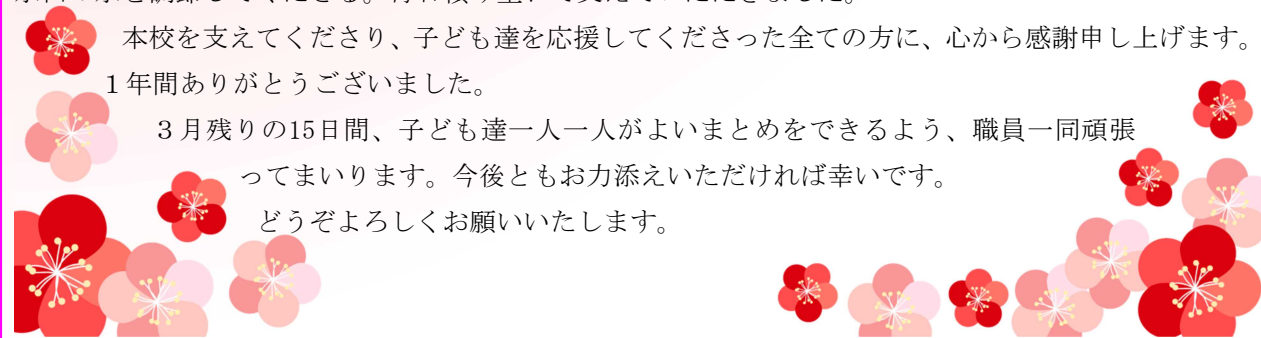 本校を支えてくださり、子ども達を応援してくださった全ての方に、心から感謝申し上げます。
１年間ありがとうございました。
３月残りの15日間、子ども達一人一人がよいまとめをできるよう、職員一同頑張
ってまいります。今後ともお力添えいただければ幸いです。
どうぞよろしくお願いいたします。